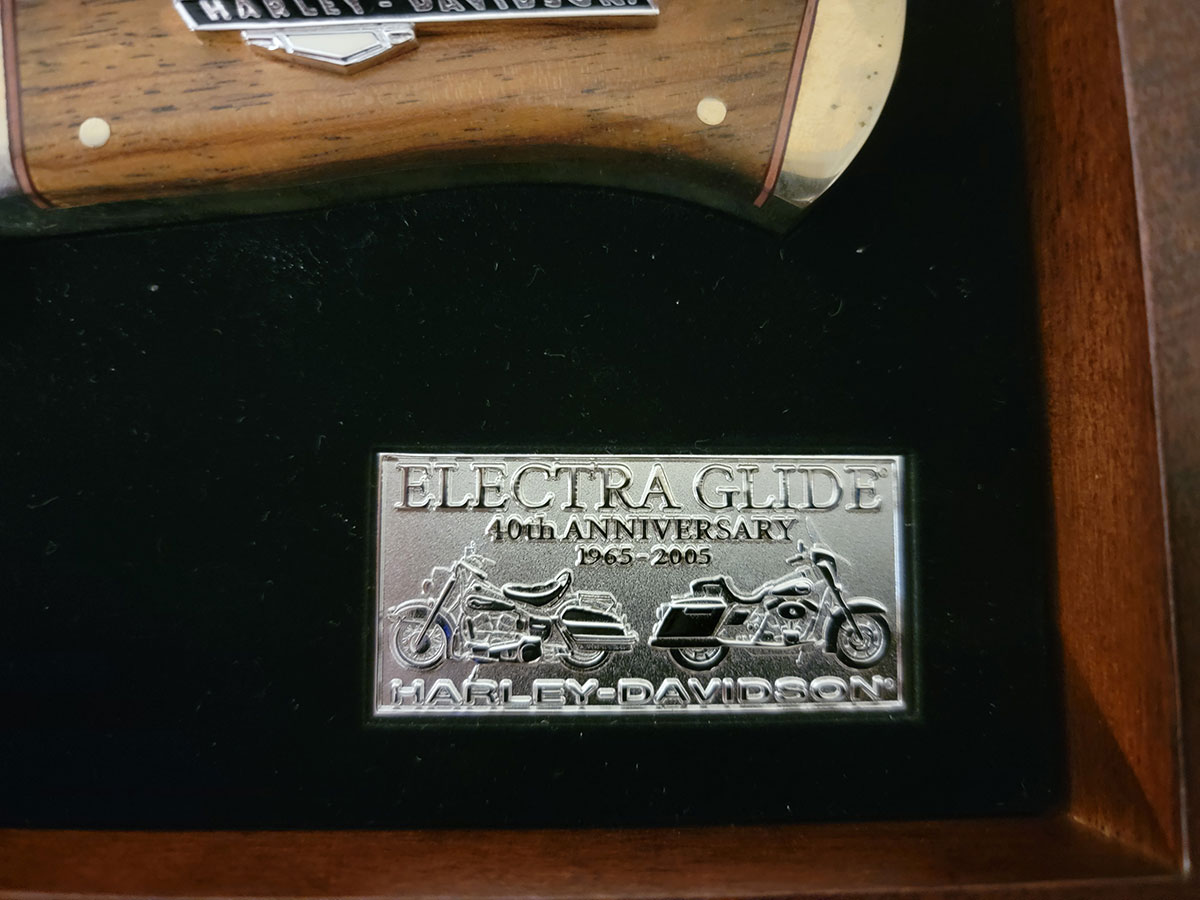 HARLEY-DAVIDSON.
ELECTRA GLIDE®
40th ANNIVERSARY
1965-2005
HARLEY-DAVIDSON®